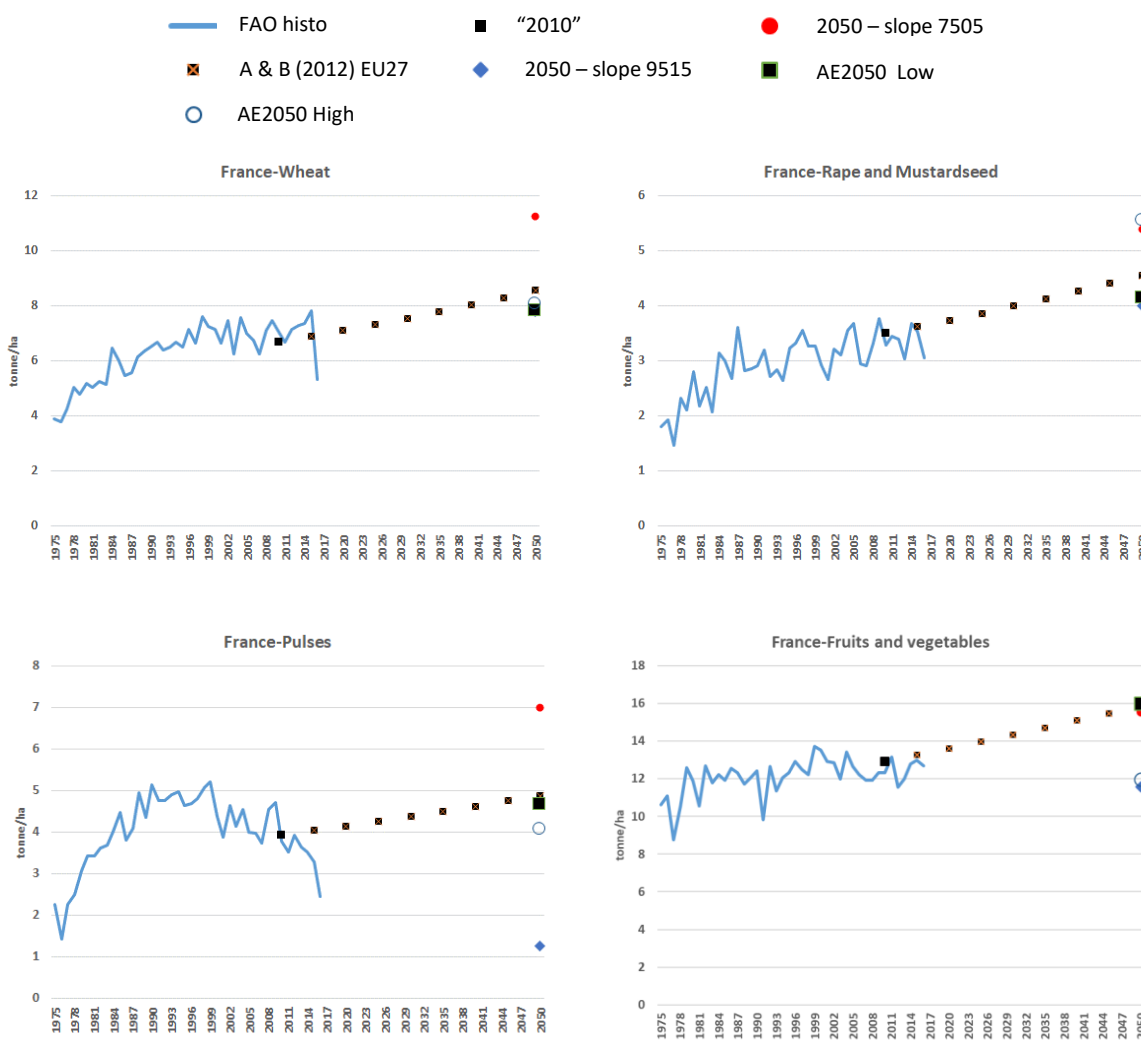 FAO histo
“2010”
2050 – slope 7505
A & B (2012) EU27
2050 – slope 9515
AE2050 Low
AE2050 High
France-Wheat
12
10
8
6
4
2
0
tonne/ha
1975 1978 1981 1984 1987 1990 1993 1996 1999 2002 2005 2008 2011 2014 2017 2020 2023 2026 2029 2032 2035 2038 2041 2044 2047 2050
France-Rape and Mustardseed
6
5
4
3
2
1
0
tonne/ha
1975 1978 1981 1984 1987 1990 1993 1996 1999 2002 2005 2008 2011 2014 2017 2020 2023 2026 2029 2032 2035 2038 2041 2044 2047 2050
France-Pulses
8
7
6
5
4
3
2
1
0
tonne/ha
1975 1978 1981 1984 1987 1990 1993 1996 1999 2002 2005 2008 2011 2014 2017 2020 2023 2026 2029 2032 2035 2038 2041 2044 2047 2050
France-Fruits and vegetables
18
16
14
12
10
8
6
4
2
0
tonne/ha
1975 1978 1981 1984 1987 1990 1993 1996 1999 2002 2005 2008 2011 2014 2017 2020 2023 2026 2029 2032 2035 2038 2041 2044 2047 2050